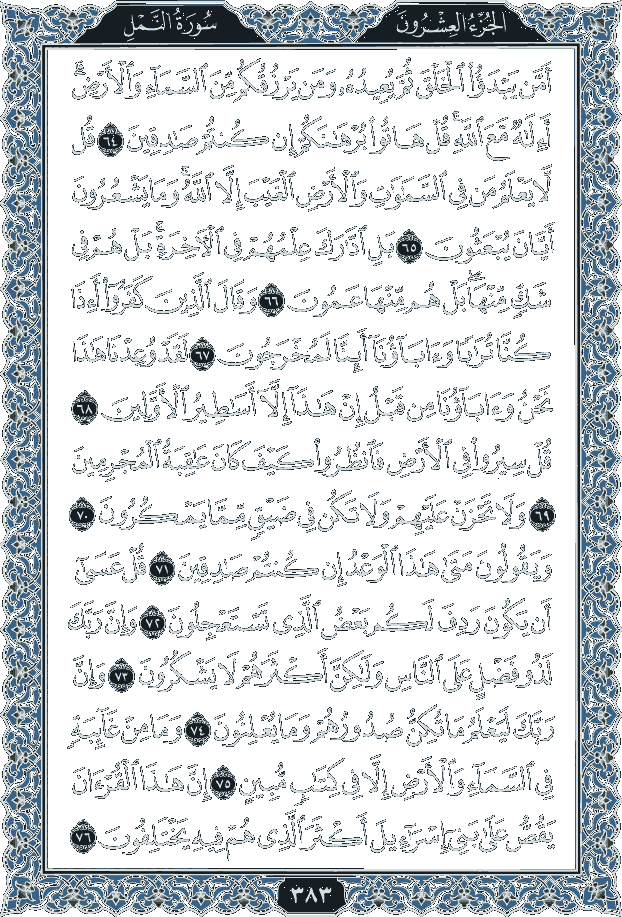 سُورَةُ النَّمْلِ
الجُزْءُ العِشْرُونَ
أَمَّن يَبْدَؤُا۟ ٱلْخَلْقَ ثُمَّ يُعِيدُهُۥ وَمَن يَرْزُقُكُم مِّنَ ٱلسَّمَآءِ وَٱلْأَرْضِ ۗ
أَءِلَٰهٌ مَّعَ ٱللَّهِ ۚ قُلْ هَاتُوا۟ بُرْهَٰنَكُمْ إِن كُنتُمْ صَٰدِقِينَ ٦٤ قُل
لَّا يَعْلَمُ مَن فِى ٱلسَّمَٰوَٰتِ وَٱلْأَرْضِ ٱلْغَيْبَ إِلَّا ٱللَّهُ ۚ وَمَا يَشْعُرُونَ
أَيَّانَ يُبْعَثُونَ ٦٥ بَلِ ٱدَّٰرَكَ عِلْمُهُمْ فِى ٱلْءَاخِرَةِ ۚ بَلْ هُمْ فِى
شَكٍّ مِّنْهَا ۖ بَلْ هُم مِّنْهَا عَمُونَ ٦٦ وَقَالَ ٱلَّذِينَ كَفَرُوٓا۟ أَءِذَا
كُنَّا تُرَٰبًا وَءَابَآؤُنَآ أَئِنَّا لَمُخْرَجُونَ ٦٧ لَقَدْ وُعِدْنَا هَٰذَا
نَحْنُ وَءَابَآؤُنَا مِن قَبْلُ إِنْ هَٰذَآ إِلَّآ أَسَٰطِيرُ ٱلْأَوَّلِينَ ٦٨
قُلْ سِيرُوا۟ فِى ٱلْأَرْضِ فَٱنظُرُوا۟ كَيْفَ كَانَ عَٰقِبَةُ ٱلْمُجْرِمِينَ
٦٩ وَلَا تَحْزَنْ عَلَيْهِمْ وَلَا تَكُن فِى ضَيْقٍ مِّمَّا يَمْكُرُونَ ٧٠
وَيَقُولُونَ مَتَىٰ هَٰذَا ٱلْوَعْدُ إِن كُنتُمْ صَٰدِقِينَ ٧١ قُلْ عَسَىٰٓ
أَن يَكُونَ رَدِفَ لَكُم بَعْضُ ٱلَّذِى تَسْتَعْجِلُونَ ٧٢ وَإِنَّ رَبَّكَ
لَذُو فَضْلٍ عَلَى ٱلنَّاسِ وَلَٰكِنَّ أَكْثَرَهُمْ لَا يَشْكُرُونَ ٧٣ وَإِنَّ
رَبَّكَ لَيَعْلَمُ مَا تُكِنُّ صُدُورُهُمْ وَمَا يُعْلِنُونَ ٧٤ وَمَا مِنْ غَآئِبَةٍ
فِى ٱلسَّمَآءِ وَٱلْأَرْضِ إِلَّا فِى كِتَٰبٍ مُّبِينٍ ٧٥ إِنَّ هَٰذَا ٱلْقُرْءَانَ
يَقُصُّ عَلَىٰ بَنِىٓ إِسْرَٰٓءِيلَ أَكْثَرَ ٱلَّذِى هُمْ فِيهِ يَخْتَلِفُونَ ٧٦
٣٨٣